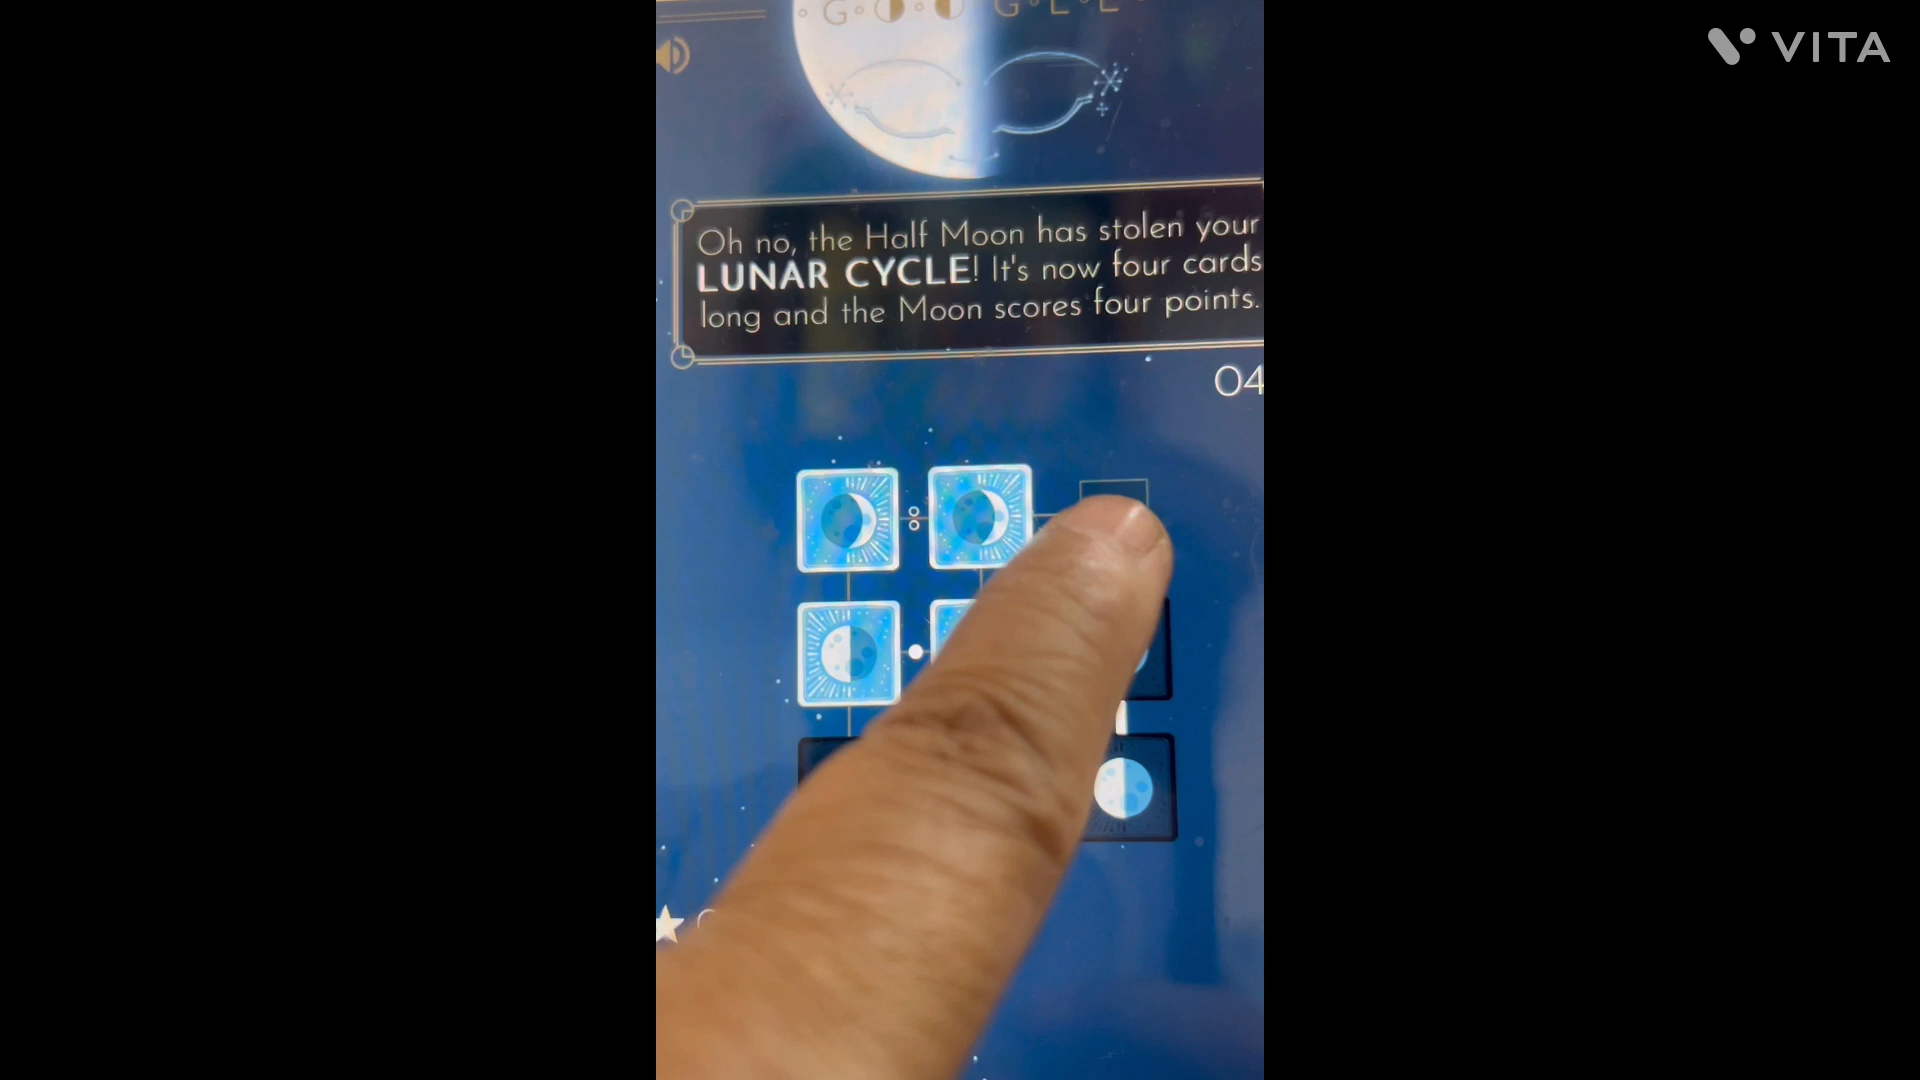 G G L E
VITA
Oh no, the Half Moon has stolen your
LUNAR CYCLE! It's now four cards
long and the Moon scores four points.
04